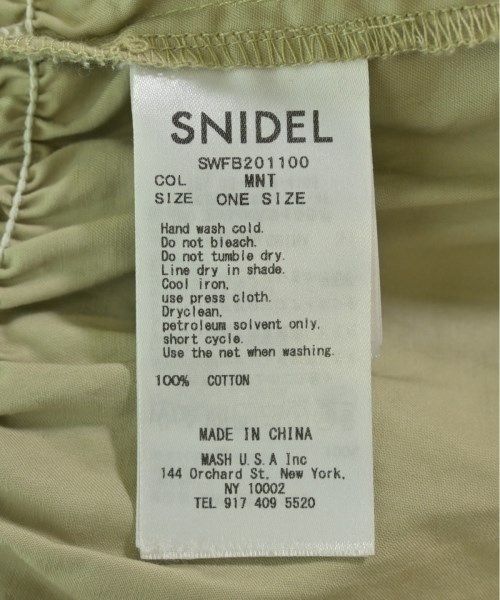 SNIDEL
SWFB201100
COL MNT
SIZE ONE SIZE
Hand wash cold.
Do not bleach.
Do not tumble dry.
Line dry in shade.
Cool iron,
use press cloth.
Dryclean,
petroleum solvent only,
short cycle.
Use the net when washing.
100% COTTON
MADE IN CHINA
MASH U.S.A Inc
144 Orchard St, New York,
NY 10002
TEL 917 409 5520